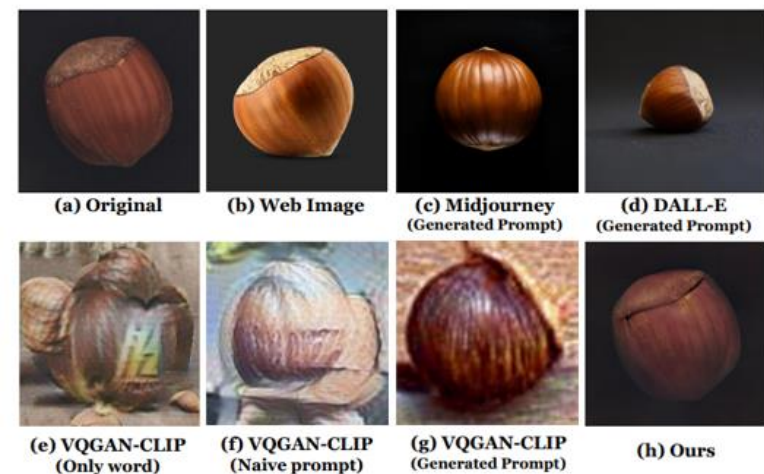 (a) Original
(b) Web Image
(c) Midjourney
(Generated Prompt)
(d) DALL-E
(Generated Prompt)
(e) VQGAN-CLIP
(Only word)
(f) VQGAN-CLIP
(Naive prompt)
(g) VQGAN-CLIP
(Generated Prompt)
(h) Ours